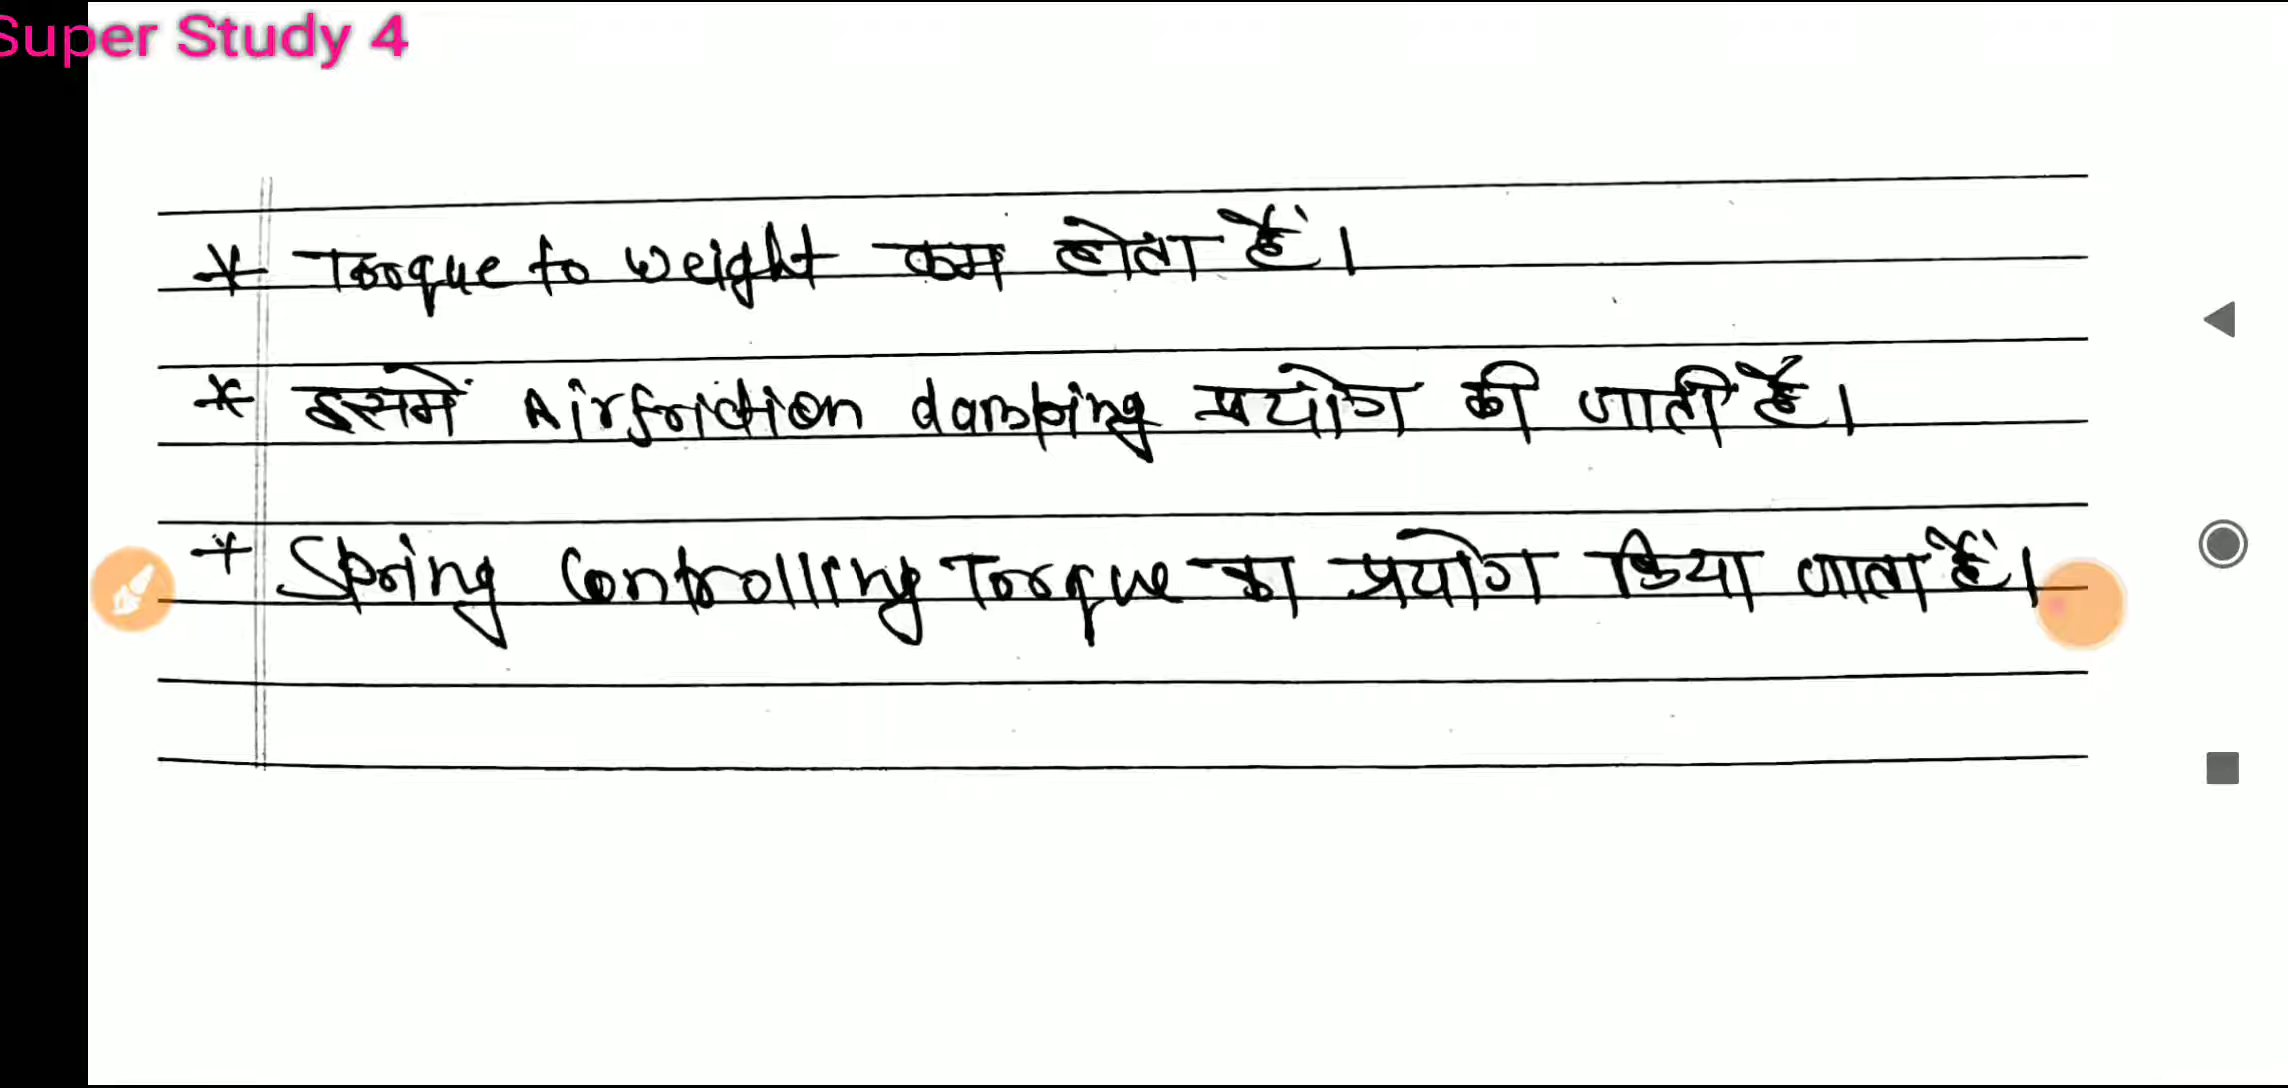 Super Study 4
* Torque to weight कम होता हैं।
* इसमें Airfriction damping प्रयोग की जाती हैं।
* Spring Controlling Torque का प्रयोग किया जाता हैं।